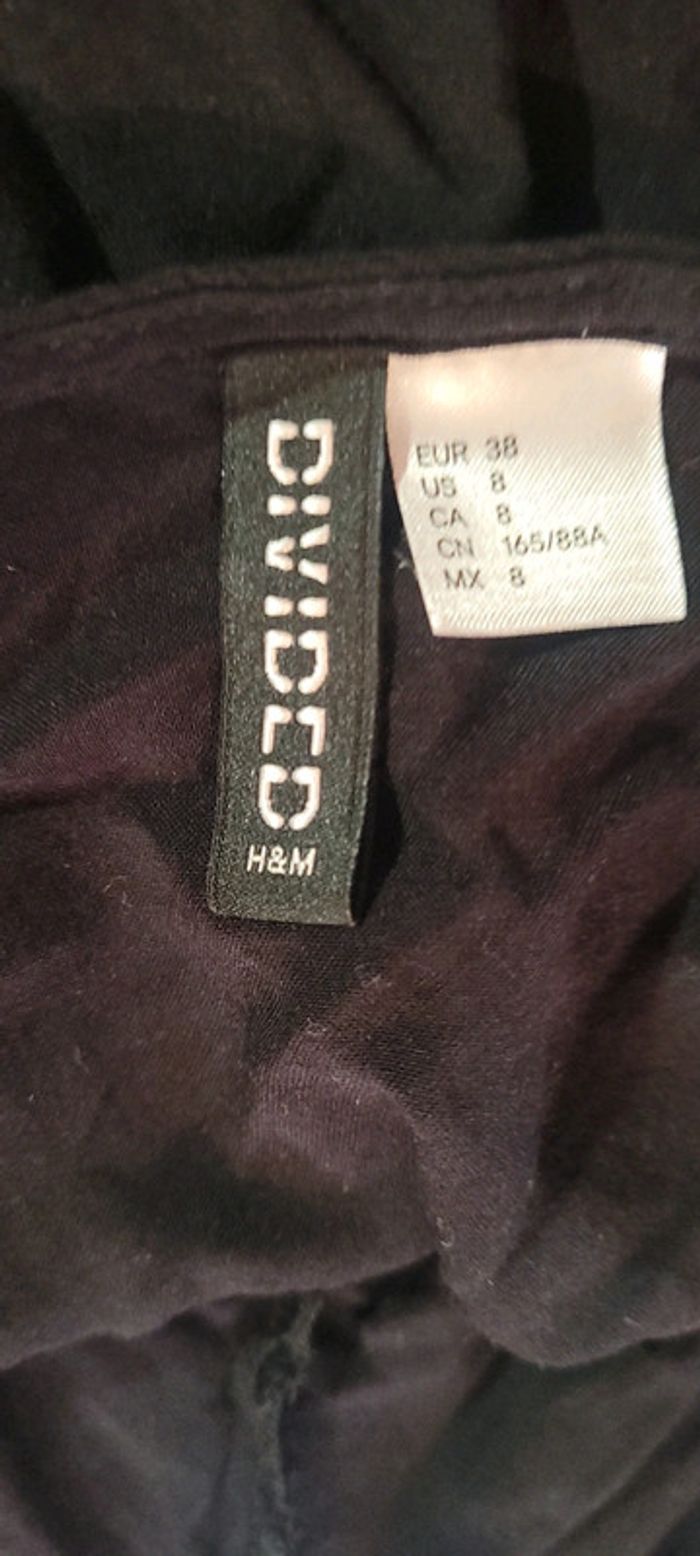 DIVIDED
H&M
EUR 38
US 8
CA 8
CN 165/88A
MX 8